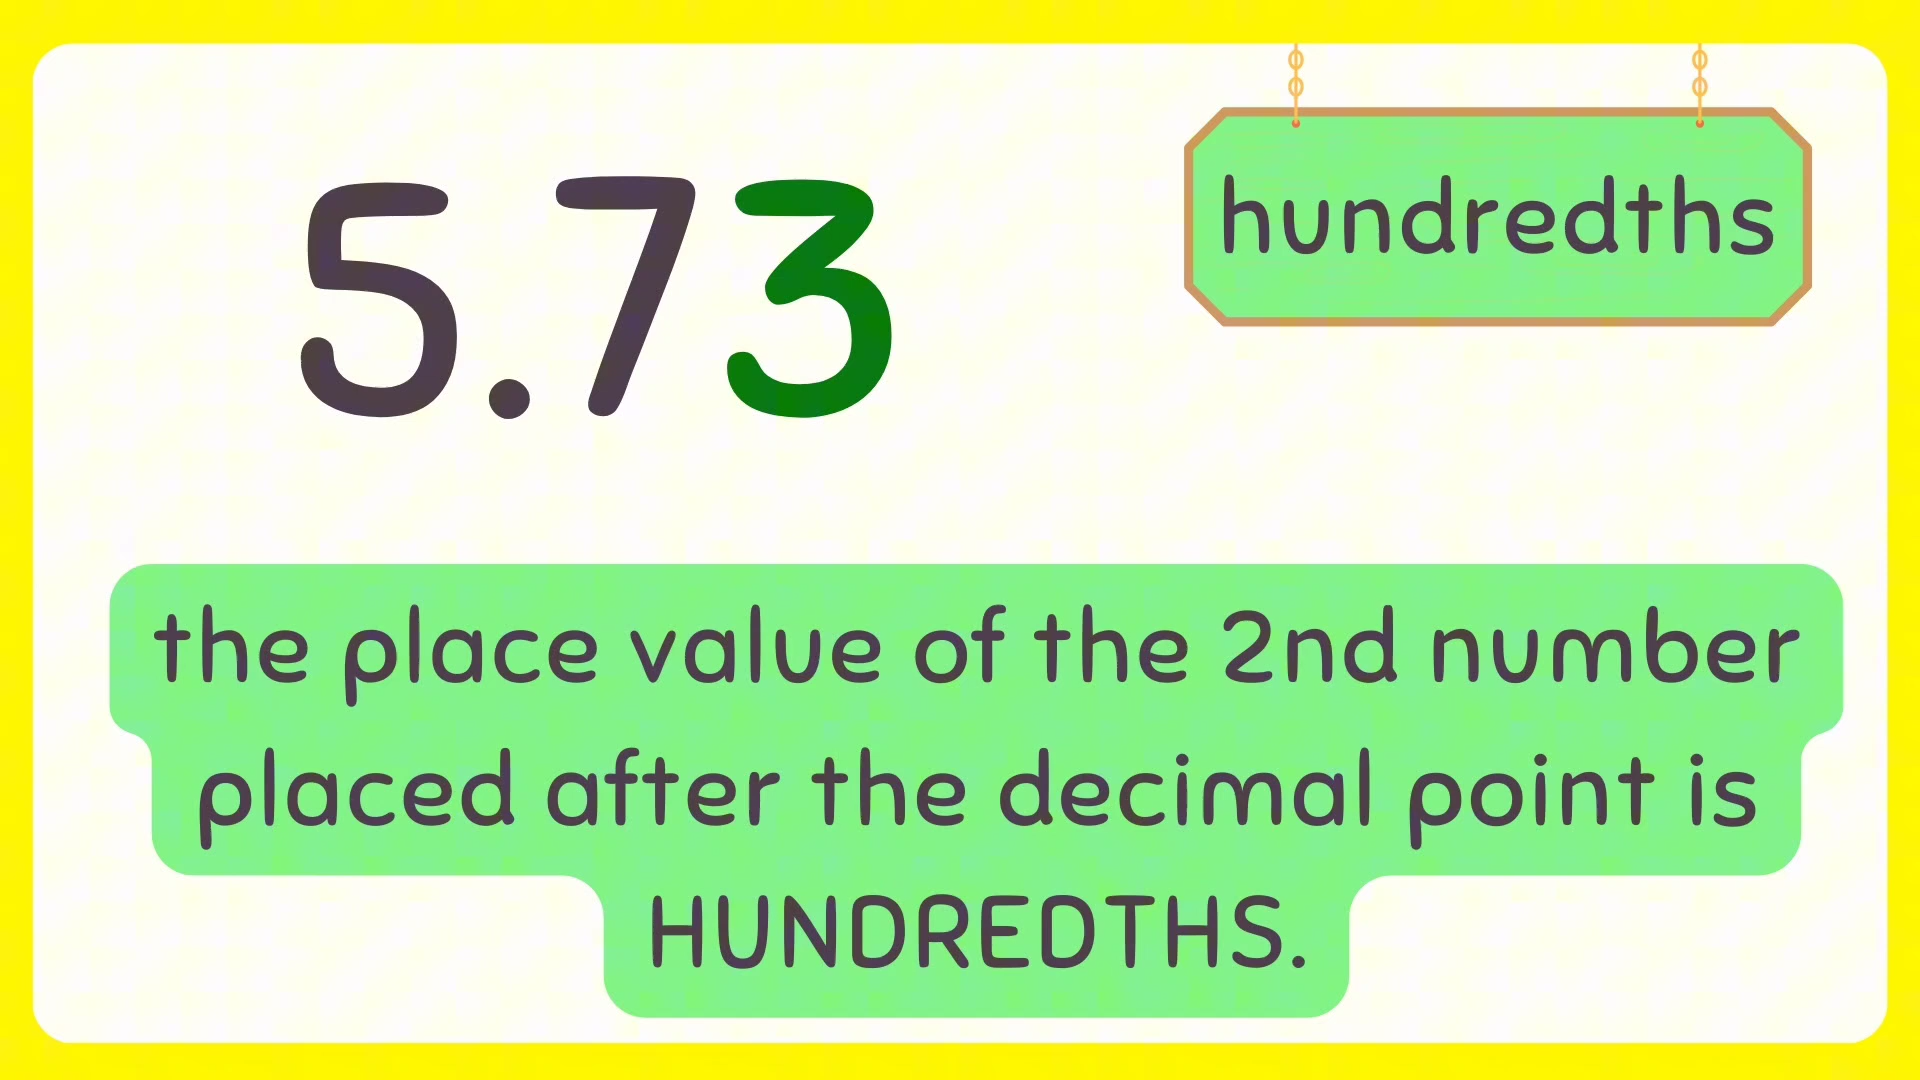 5.73
hundredths
the place value of the 2nd number
placed after the decimal point is
HUNDREDTHS.